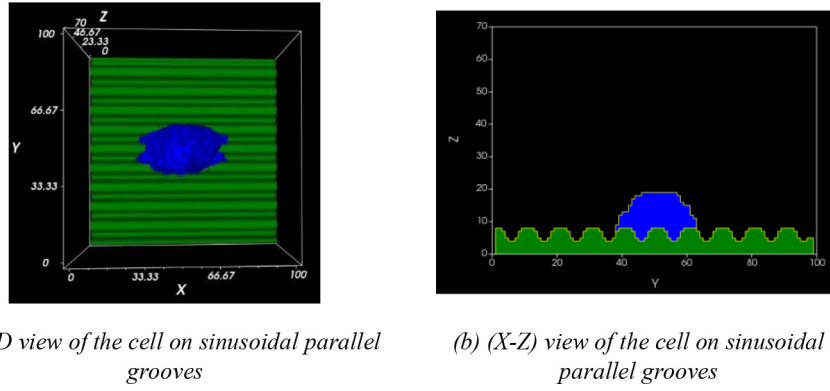 Z
70
46.67
23.33
0
100
66.67
Y
33.33
0
0
33.33
66.67
100
X
70
60
50
40
Z
30
20
10
0
0
20
40
60
80
100
Y
D view of the cell on sinusoidal parallel
grooves
(b) (X-Z) view of the cell on sinusoidal
parallel grooves